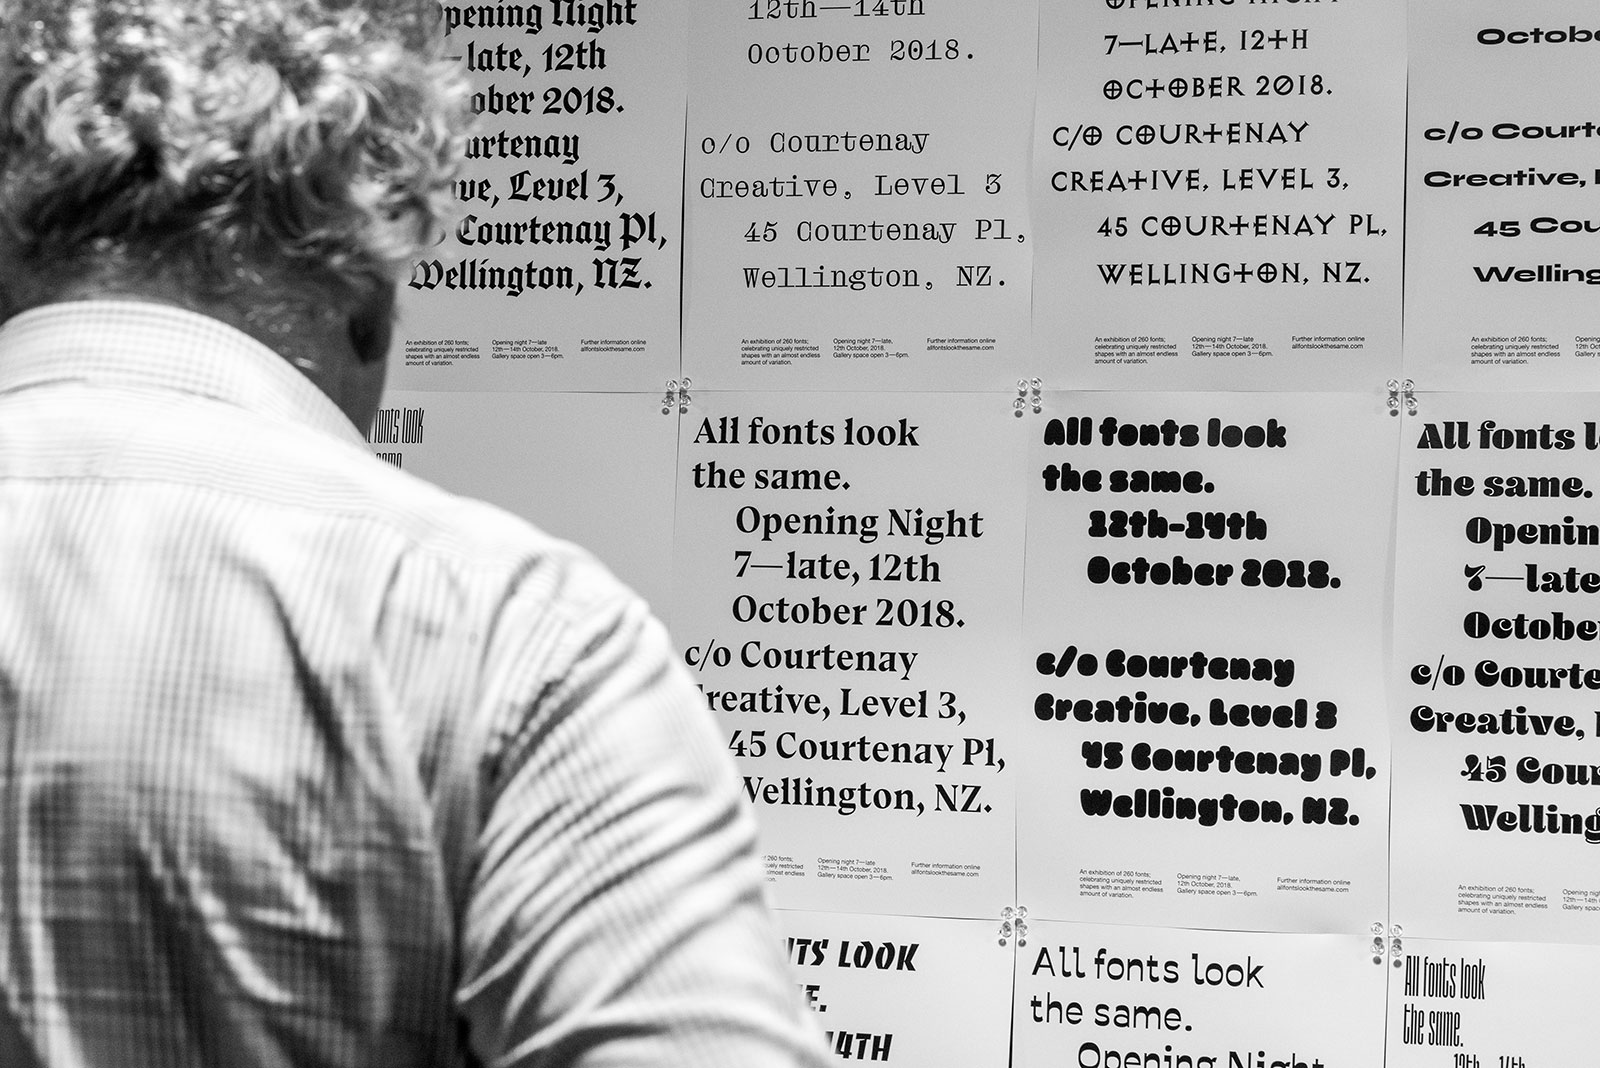 Opening Night
—late, 12th
ober 2018.
urtenay
ve, Level 3,
Courtenay Pl,
Wellington, NZ.
An exhibition of 260 fonts;
celebrating uniquely restricted
shapes with an almost endless
amount of variation.
Opening night 7—late
12th—14th October, 2018.
Gallery space open 3—6pm.
Further information online
allfontslookthesame.com
12th—14th
October 2018.
c/o Courtenay
Creative, Level 3
45 Courtenay Pl,
Wellington, NZ.
An exhibition of 260 fonts;
celebrating uniquely restricted
shapes with an almost endless
amount of variation.
Opening night 7—late
12th—14th October, 2018.
Gallery space open 3—6pm.
Further information online
allfontslookthesame.com
OPENING NIGHT
7—LATE, 12TH
OCTOBER 2018.
C/O COURTENAY
CREATIVE, LEVEL 3,
45 COURTENAY PL,
WELLINGTON, NZ.
An exhibition of 260 fonts;
celebrating uniquely restricted
shapes with an almost endless
amount of variation.
Opening night 7—late
12th—14th October, 2018.
Gallery space open 3—6pm.
Further information online
allfontslookthesame.com
Octobe
c/o Court
Creative,
45 Cou
Welling
An exhibition of 260 fonts;
celebrating uniquely restricted
shapes with an almost endless
amount of variation.
Opening
12th—14th
Gallery s
fonts look
All fonts look
the same.
Opening Night
7—late, 12th
October 2018.
c/o Courtenay
reative, Level 3,
45 Courtenay Pl,
Wellington, NZ.
of 260 fonts;
quely restricted
almost endless
Opening night 7—late
12th—14th October, 2018.
Gallery space open 3—6pm.
Further information online
allfontslookthesame.com
All fonts look
the same.
12th–14th
October 2018.
c/o Courtenay
Creative, Level 3
45 Courtenay Pl,
Wellington, NZ.
An exhibition of 260 fonts;
celebrating uniquely restricted
shapes with an almost endless
amount of variation.
Opening night 7—late,
12th October, 2018.
Gallery space open 3—6pm.
Further information online
allfontslookthesame.com
All fonts l
the same.
Openin
7—late
Octobe
c/o Courte
Creative,
45 Cour
Welling
An exhibition of 260 fonts;
celebrating uniquely restricted
shapes with an almost endless
amount of variation.
Opening nig
12th—14th
Gallery spac
NTS LOOK
E.
14TH
All fonts look
the same.
Opening Night
All fonts look
the same.
12th—14th